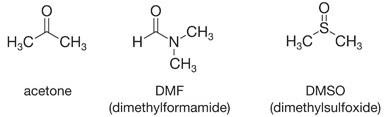 O
H₃C CH₃
acetone
O
H N CH₃
CH₃
DMF
(dimethylformamide)
O
S
H₃C CH₃
DMSO
(dimethylsulfoxide)